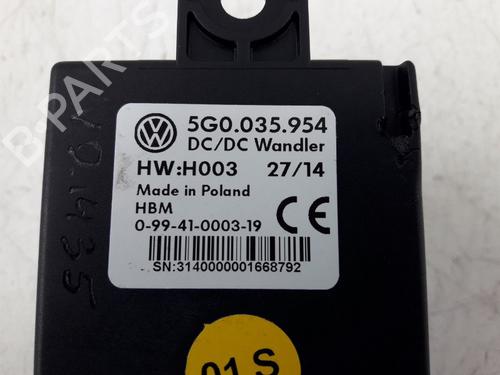 5G0.035.954
DC/DC Wandler
HW:H003 27/14
Made in Poland
HBM
0-99-41-0003-19
CE
SN:3140000001668792
01 S
B-PARTS